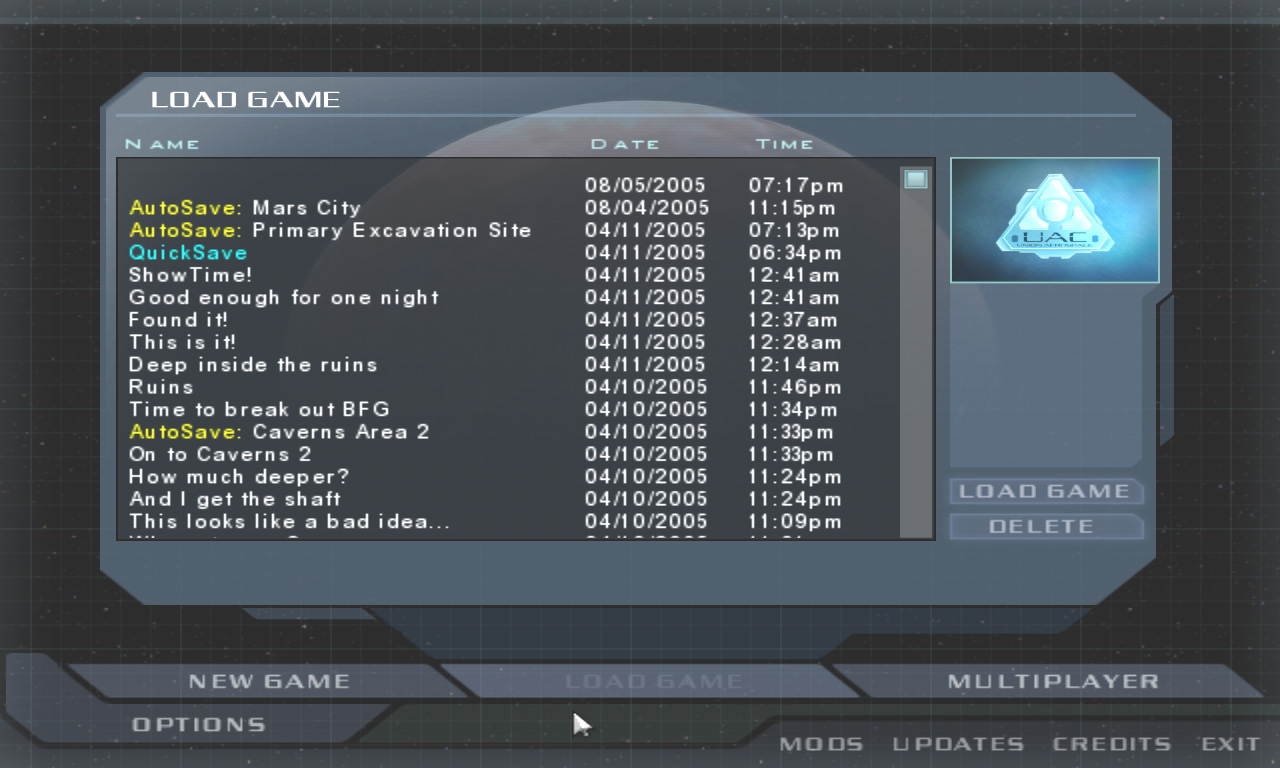 LOAD GAME
NAME DATE TIME
08/05/2005 07:17pm
AutoSave: Mars City 08/04/2005 11:15pm
AutoSave: Primary Excavation Site 04/11/2005 07:13pm
QuickSave 04/11/2005 06:34pm
ShowTime! 04/11/2005 12:41am
Good enough for one night 04/11/2005 12:41am
Found it! 04/11/2005 12:37am
This is it! 04/11/2005 12:28am
Deep inside the ruins 04/11/2005 12:14am
Ruins 04/10/2005 11:46pm
Time to break out BFG 04/10/2005 11:34pm
AutoSave: Caverns Area 2 04/10/2005 11:33pm
On to Caverns 2 04/10/2005 11:33pm
How much deeper? 04/10/2005 11:24pm
And I get the shaft 04/10/2005 11:24pm
This looks like a bad idea... 04/10/2005 11:09pm
UAC
UNION AEROSPACE
LOAD GAME
DELETE
NEW GAME LOAD GAME MULTIPLAYER
OPTIONS
MODS UPDATES CREDITS EXIT